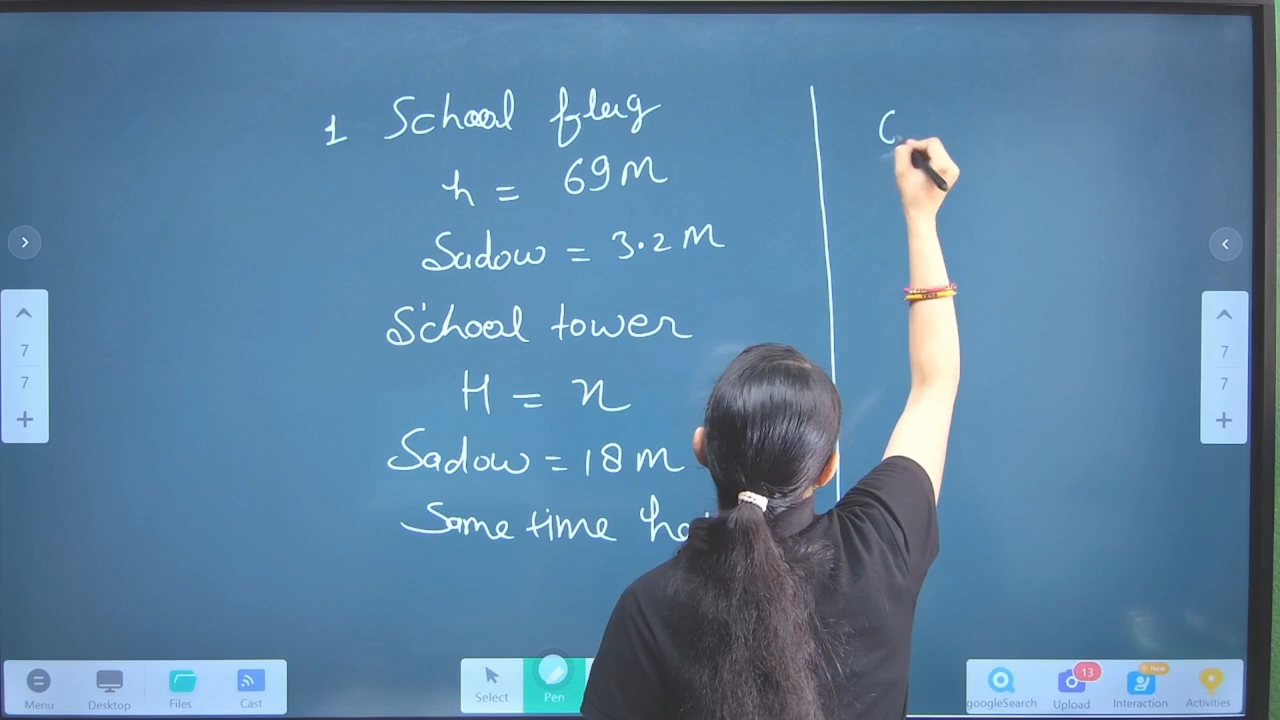 1 School flag
h = 69 M
Sadow = 3.2 M
School tower
H = x
Sadow = 18 M
Same time
C
7
7
7
7
Menu
Desktop
Files
Cast
Select
Pen
googleSearch
13
Upload
New
Interaction
Activities